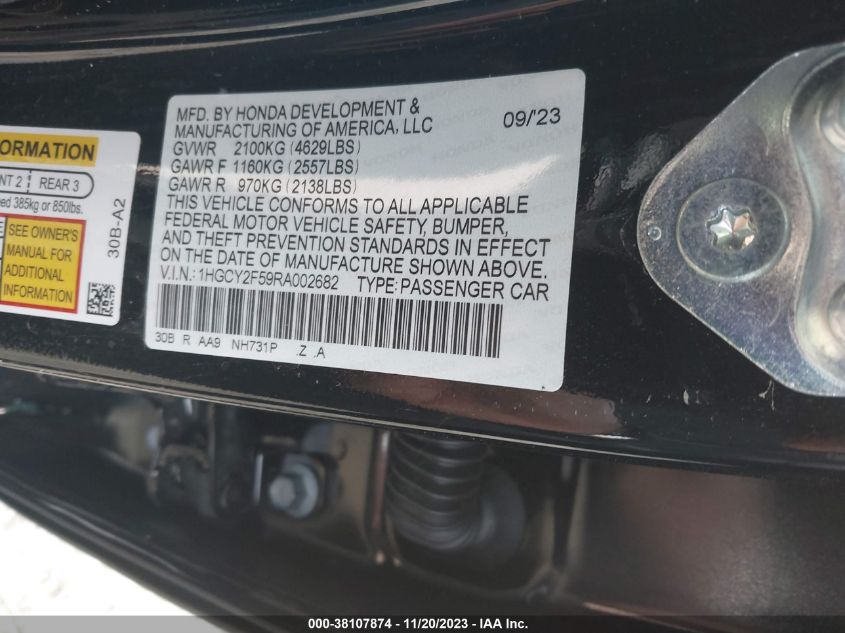 ORMATION
NT 2 REAR 3
eed 385kg or 850lbs.
SEE OWNER'S
MANUAL FOR
ADDITIONAL
INFORMATION
30B-A2
MFD. BY HONDA DEVELOPMENT &
MANUFACTURING OF AMERICA, LLC
09/'23
GVWR 2100KG (4629LBS)
GAWR F 1160KG (2557LBS)
GAWR R 970KG (2138LBS)
THIS VEHICLE CONFORMS TO ALL APPLICABLE
FEDERAL MOTOR VEHICLE SAFETY, BUMPER,
AND THEFT PREVENTION STANDARDS IN EFFECT
ON THE DATE OF MANUFACTURE SHOWN ABOVE.
V.I.N.: 1HGCY2F59RA002682 TYPE: PASSENGER CAR
30B R AA9 NH731P .Z .A
000-38107874 | 11/20/2023 | IAA Inc.